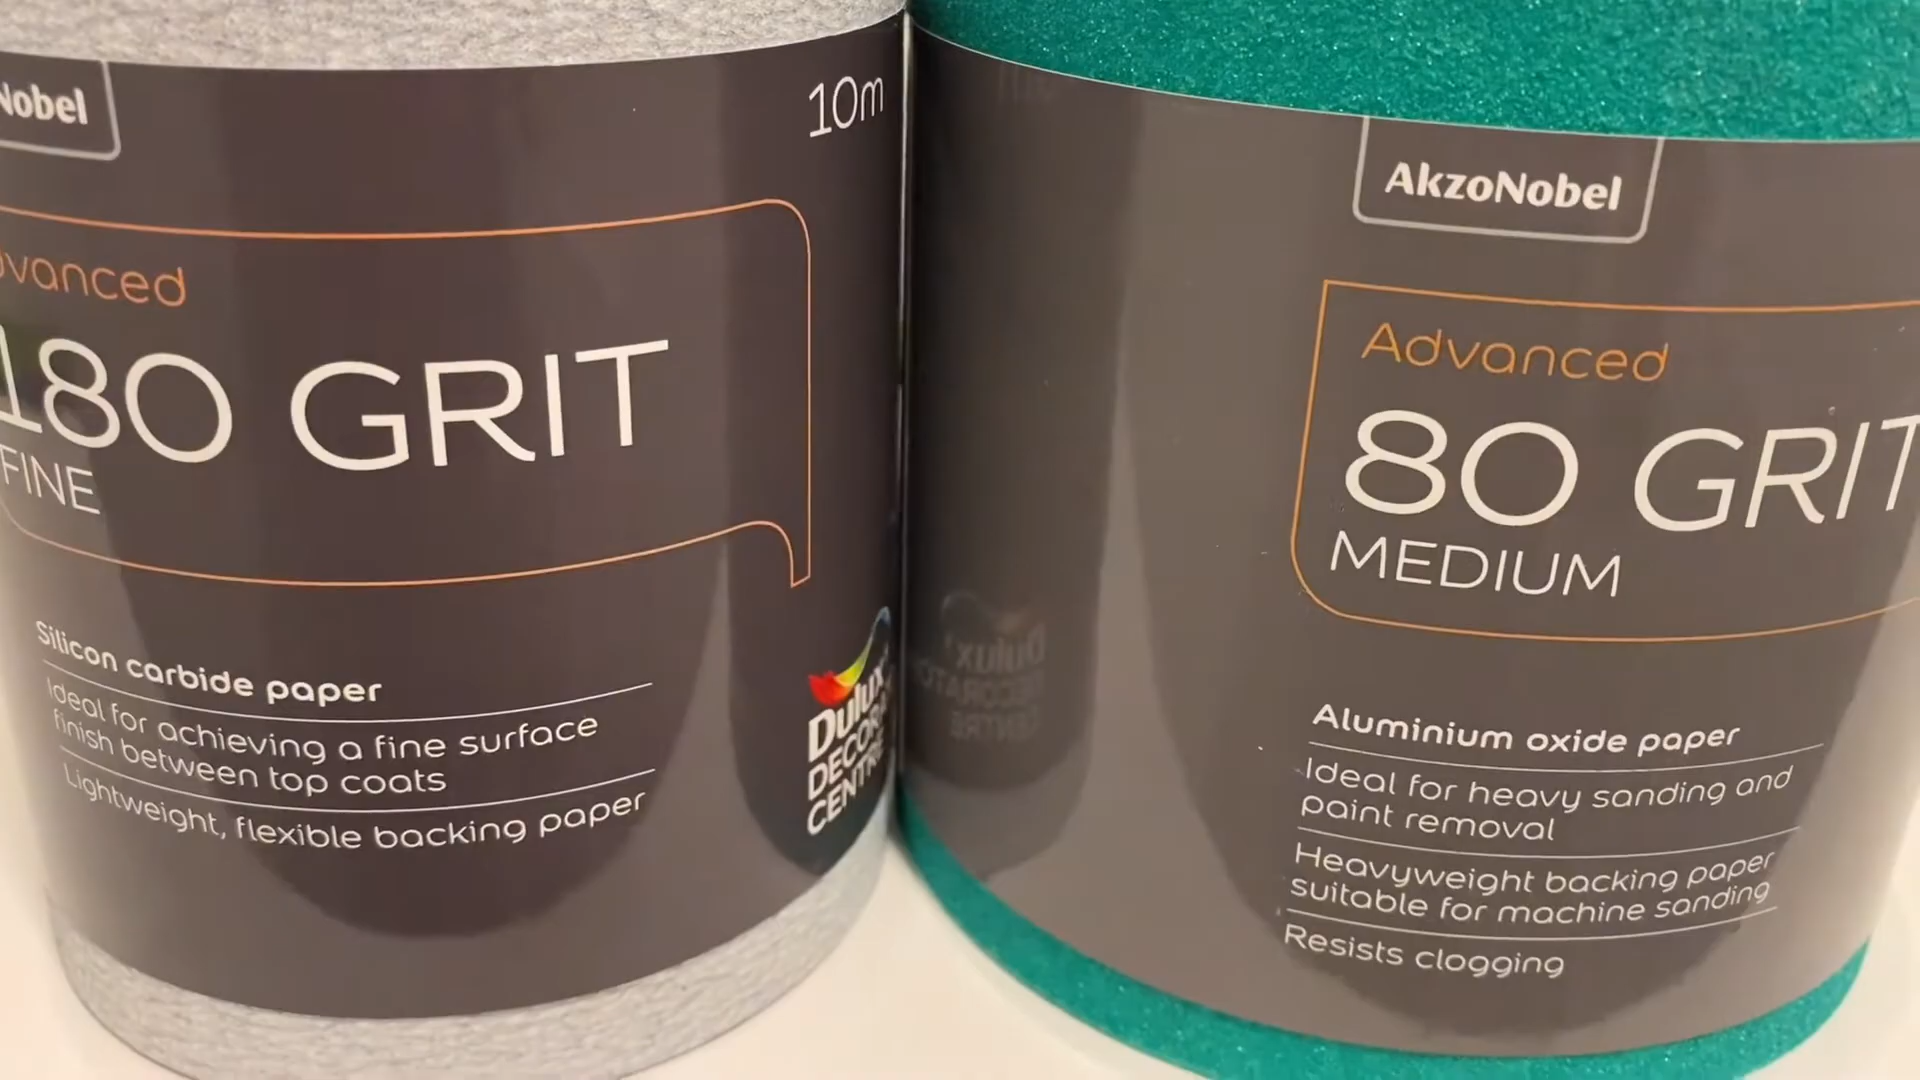 Nobel
10m
Advanced
180 GRIT
FINE
Silicon carbide paper
Ideal for achieving a fine surface
finish between top coats
Lightweight, flexible backing paper
Dulux
DECORA
CENTRE
AkzoNobel
Advanced
80 GRIT
MEDIUM
Aluminium oxide paper
Ideal for heavy sanding and
paint removal
Heavyweight backing paper
suitable for machine sanding
Resists clogging